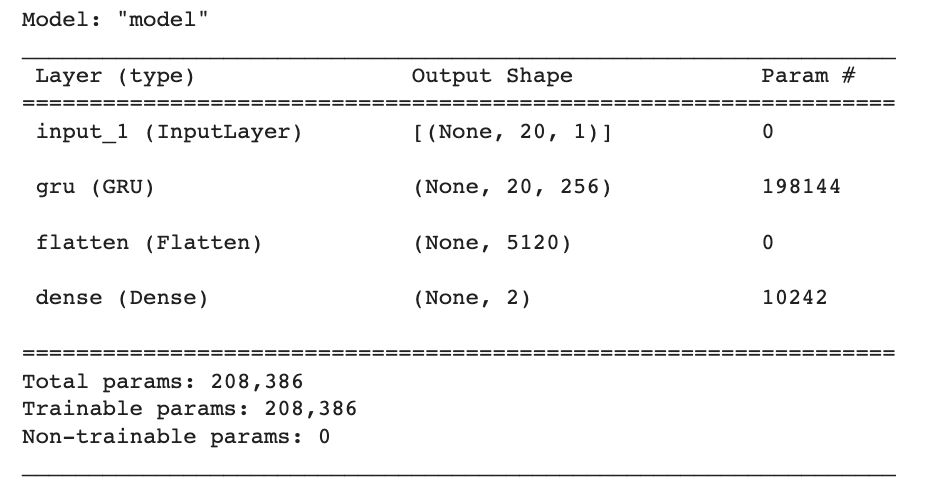 Model: "model"
Layer (type) Output Shape Param #
input_1 (InputLayer) [(None, 20, 1)] 0
gru (GRU) (None, 20, 256) 198144
flatten (Flatten) (None, 5120) 0
dense (Dense) (None, 2) 10242
Total params: 208,386
Trainable params: 208,386
Non-trainable params: 0